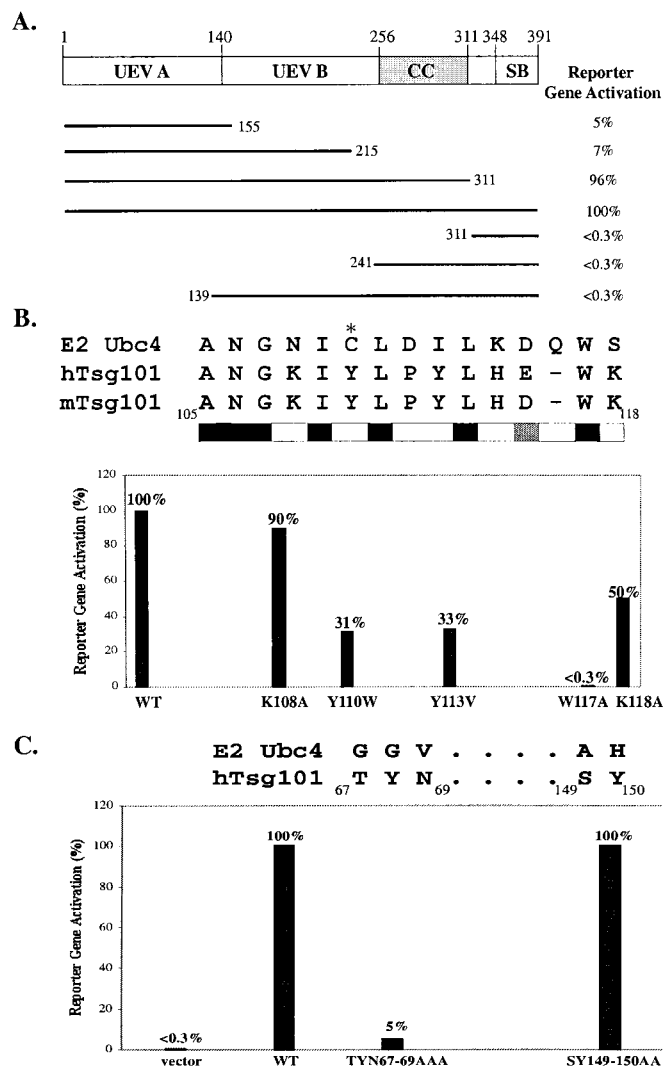 A.
1 140 256 311 348 391
UEV A UEV B CC SB Reporter
Gene Activation
155 5%
215 7%
311 96%
100%
311 <0.3%
241 <0.3%
139 <0.3%
B.
*
E2 Ubc4 A N G N I C L D I L K D Q W S
hTsg101 A N G K I Y L P Y L H E - W K
mTsg101 A N G K I Y L P Y L H D - W K
105 118
Reporter Gene Activation (%)
120
100
80
60
40
20
0
100% 90% 31% 33% <0.3% 50%
WT K108A Y110W Y113V W117A K118A
C.
E2 Ubc4 G G V . . . . A H
hTsg101 T Y N . . . . S Y
67 69 149 150
Reporter Gene Activation (%)
120
100
80
60
40
20
0
<0.3% 100% 5% 100%
vector WT TYN67-69AAA SY149-150AA